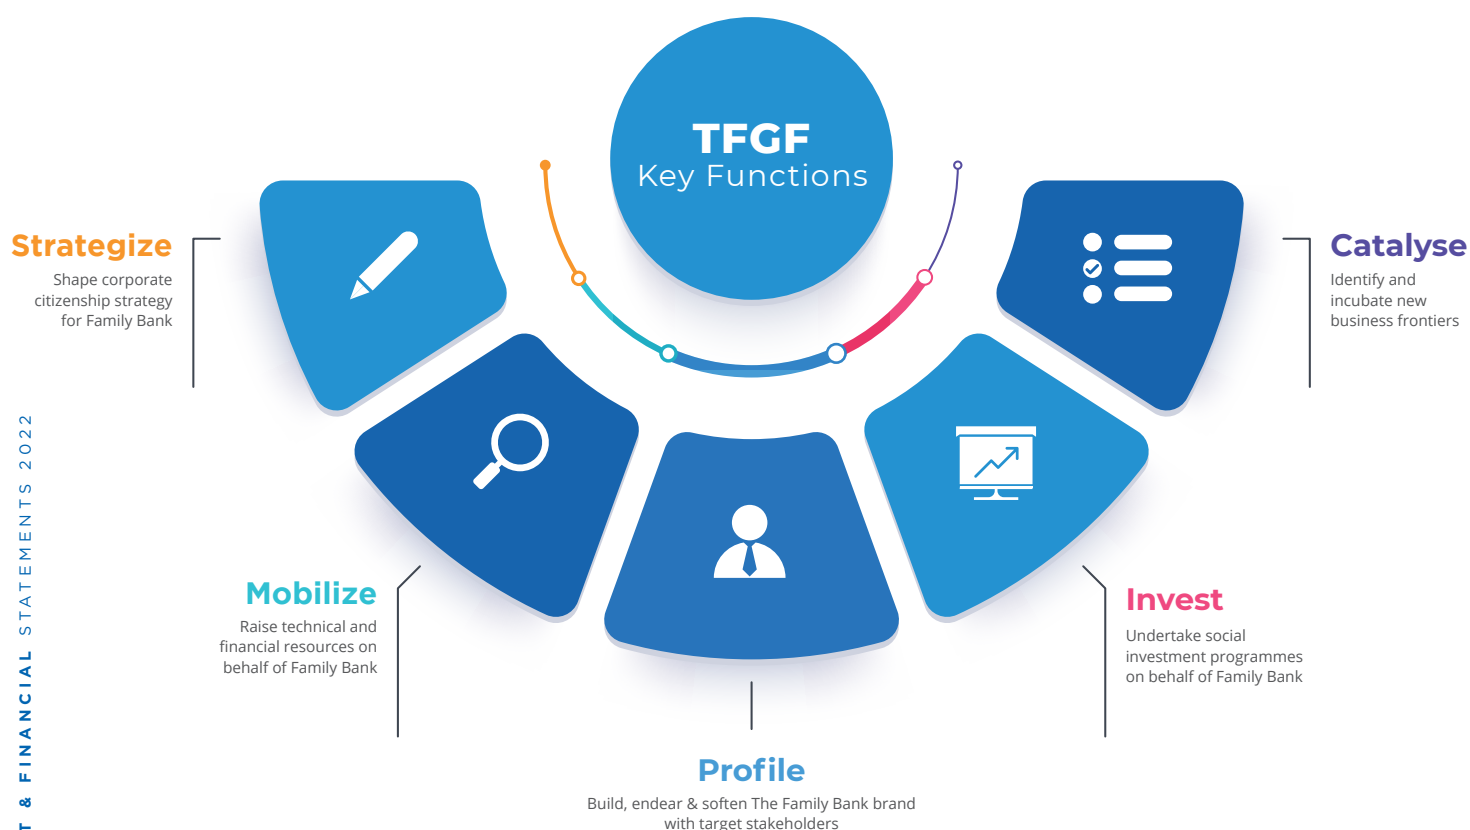 TFGF
Key Functions
Strategize
Shape corporate
citizenship strategy
for Family Bank
Mobilize
Raise technical and
financial resources on
behalf of Family Bank
Profile
Build, endear & soften The Family Bank brand
with target stakeholders
Invest
Undertake social
investment programmes
on behalf of Family Bank
Catalyse
Identify and
incubate new
business frontiers
T & FINANCIAL STATEMENTS 2022